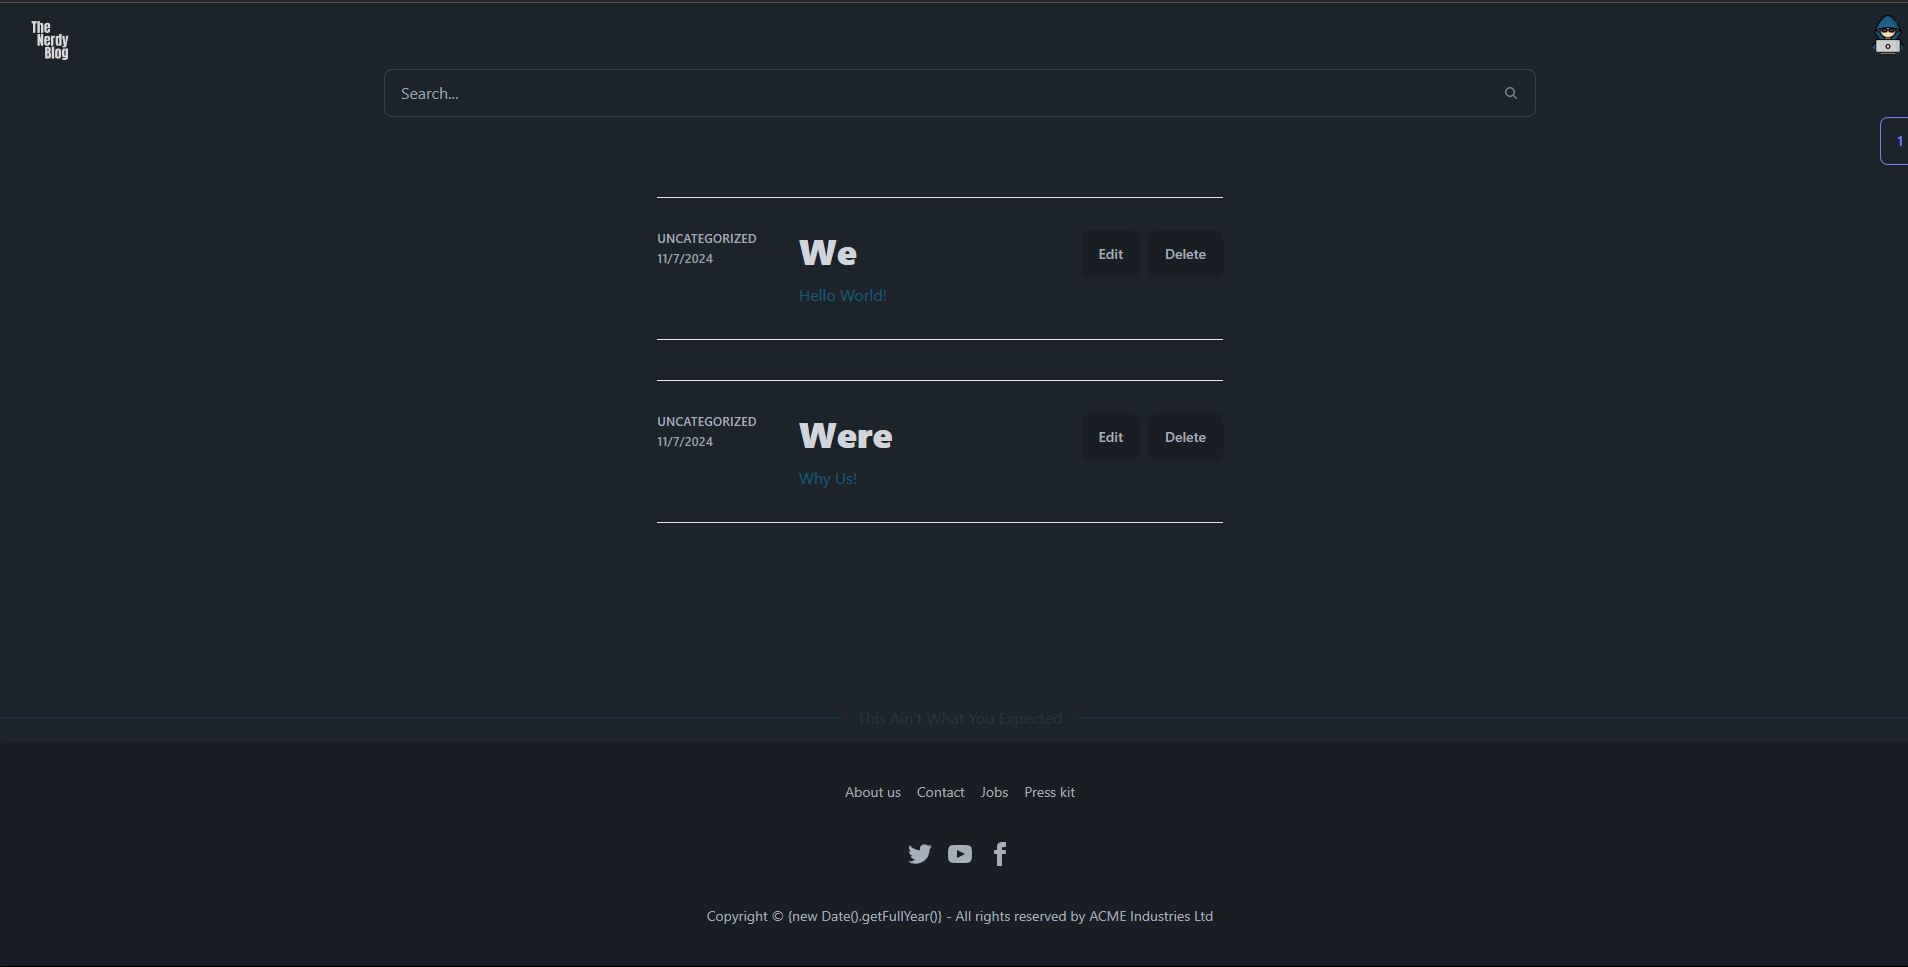 The
Nerdy
Blog
Search...
1
UNCATEGORIZED
11/7/2024
We
Hello World!
Edit
Delete
UNCATEGORIZED
11/7/2024
Were
Why Us!
Edit
Delete
This Ain't What You Expected
About us Contact Jobs Press kit
Copyright © {new Date().getFullYear()} - All rights reserved by ACME Industries Ltd